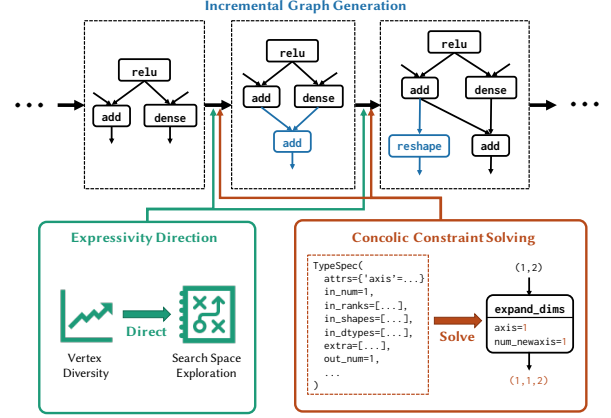 Incremental Graph Generation
relu
add
dense
relu
add
dense
add
relu
add
dense
reshape
add
Expressivity Direction
Direct
Vertex
Diversity
Search Space
Exploration
Concolic Constraint Solving
TypeSpec(
attrs={'axis'=...}
in_num=1,
in_ranks=[...],
in_shapes=[...],
in_dtypes=[...],
extra=[...],
out_num=1,
...
)
Solve
(1,2)
expand_dims
axis=1
num_newaxis=1
(1,1,2)